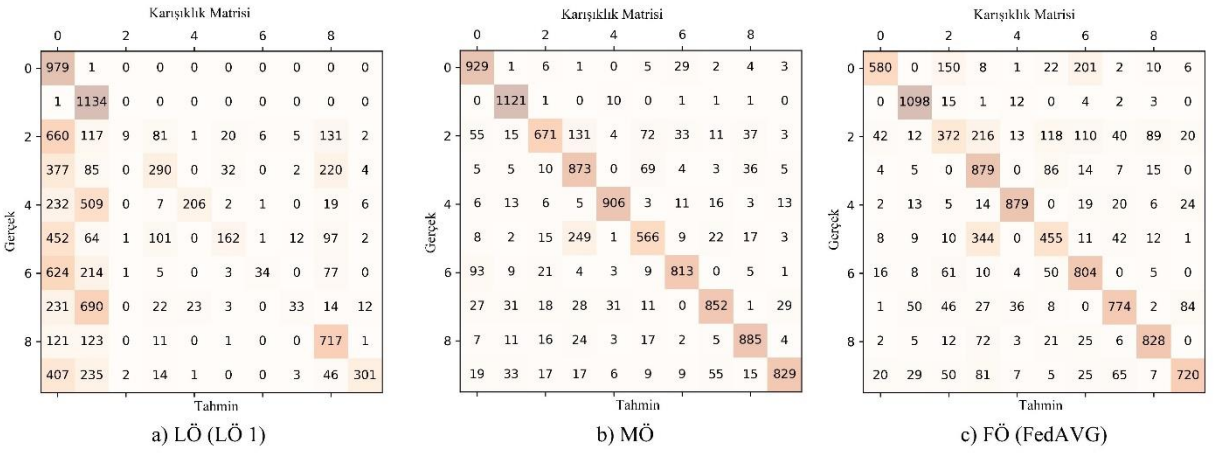 Karışıklık Matrisi
0 2 4 6 8
0 979 1 0 0 0 0 0 0 0 0
1 1134 0 0 0 0 0 0 0 0
2 660 117 9 81 1 20 6 5 131 2
377 85 0 290 0 32 0 2 220 4
4 232 509 0 7 206 2 1 0 19 6
452 64 1 101 0 162 1 12 97 2
6 624 214 1 5 0 3 34 0 77 0
231 690 0 22 23 3 0 33 14 12
8 121 123 0 11 0 1 0 0 717 1
407 235 2 14 1 0 0 3 46 301
Gerçek
Tahmin
a) LÖ (LÖ 1)
Karışıklık Matrisi
0 2 4 6 8
0 929 1 6 1 0 5 29 2 4 3
0 1121 1 0 10 0 1 1 1 0
2 55 15 671 131 4 72 33 11 37 3
5 5 10 873 0 69 4 3 36 5
4 6 13 6 5 906 3 11 16 3 13
8 2 15 249 1 566 9 22 17 3
6 93 9 21 4 3 9 813 0 5 1
27 31 18 28 31 11 0 852 1 29
8 7 11 16 24 3 17 2 5 885 4
19 33 17 17 6 9 9 55 15 829
Gerçek
Tahmin
b) MÖ
Karışıklık Matrisi
0 2 4 6 8
0 580 0 150 8 1 22 201 2 10 6
0 1098 15 1 12 0 4 2 3 0
2 42 12 372 216 13 118 110 40 89 20
4 5 0 879 0 86 14 7 15 0
4 2 13 5 14 879 0 19 20 6 24
8 9 10 344 0 455 11 42 12 1
6 16 8 61 10 4 50 804 0 5 0
1 50 46 27 36 8 0 774 2 84
8 2 5 12 72 3 21 25 6 828 0
20 29 50 81 7 5 25 65 7 720
Gerçek
Tahmin
c) FÖ (FedAVG)